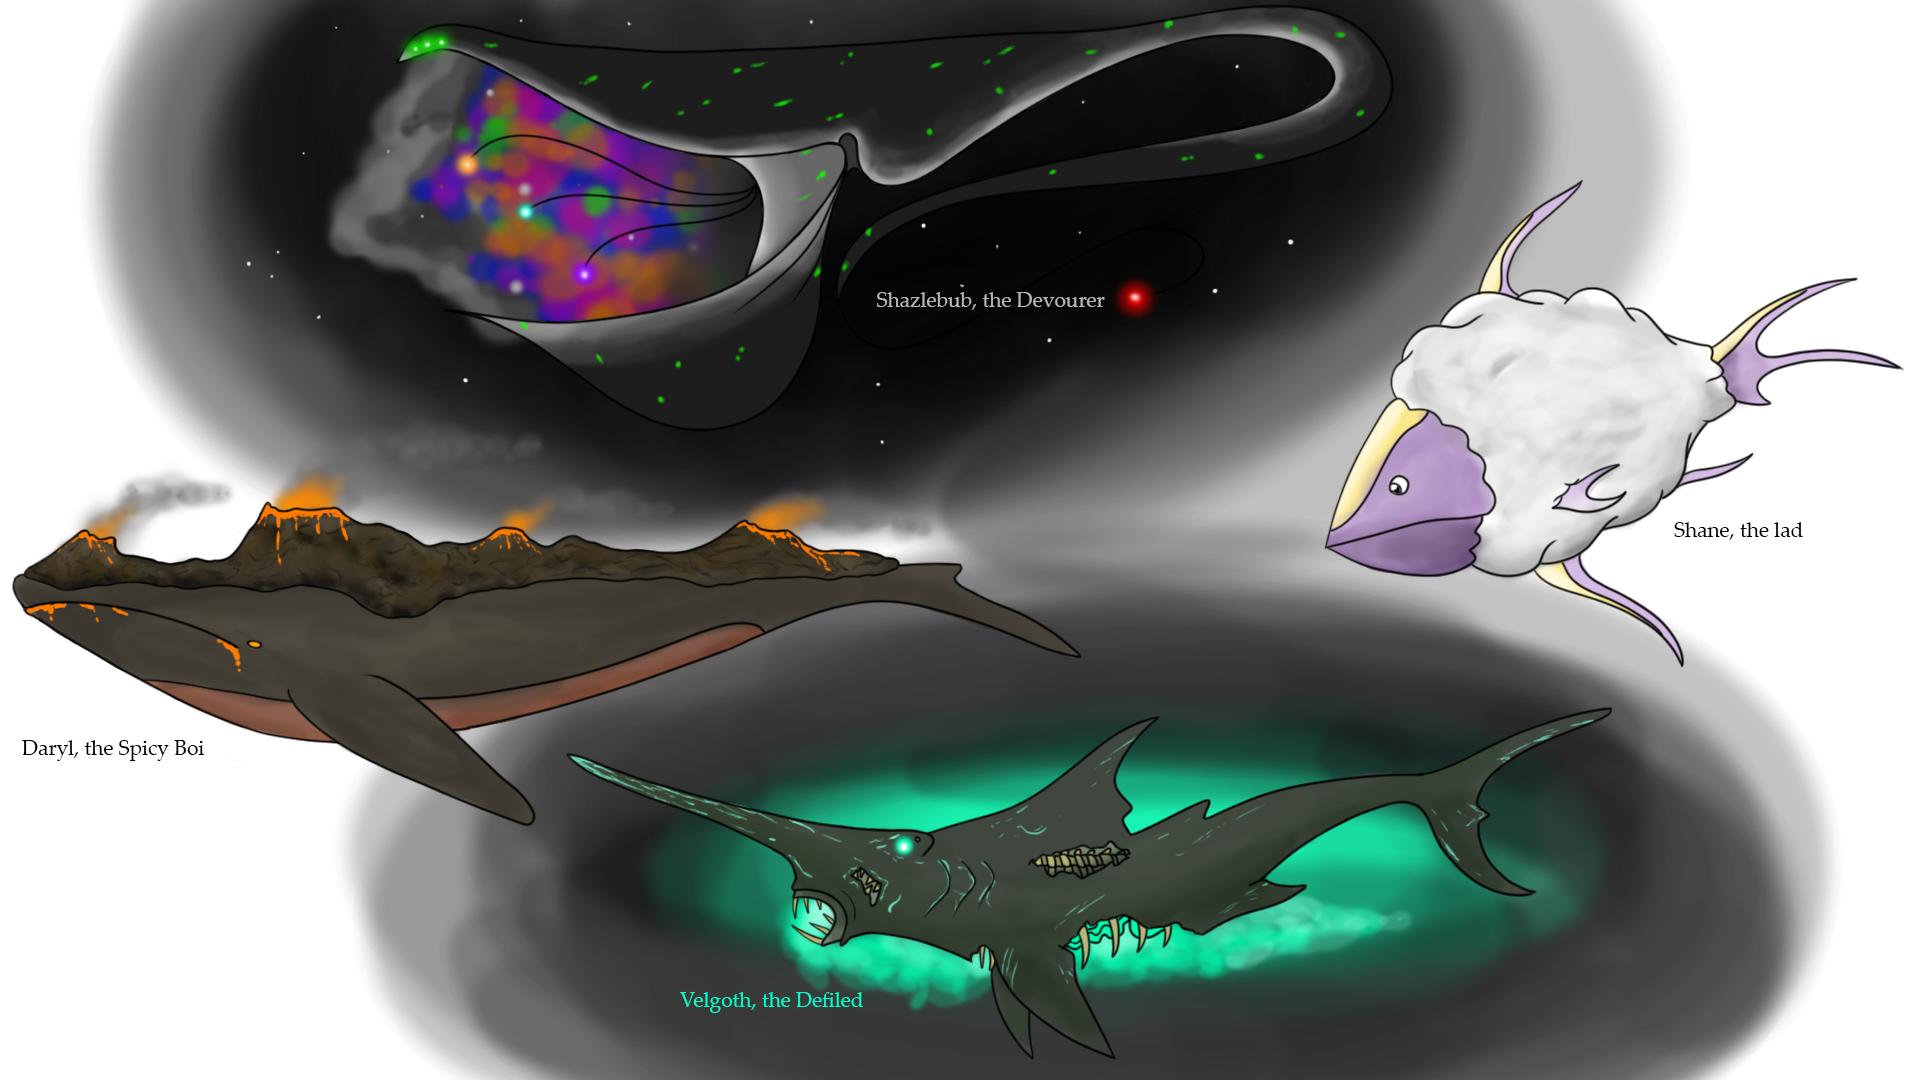 Shazlebub, the Devourer
Shane, the lad
Daryl, the Spicy Boi
Velgoth, the Defiled